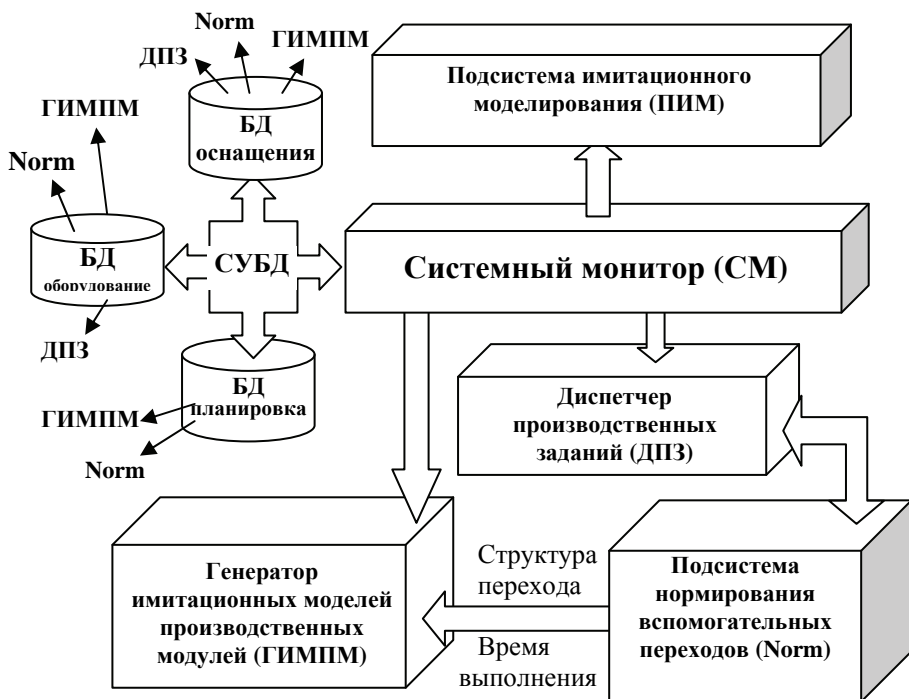 Norm
ДПЗ
ГИМПМ
БД
оснащения
Подсистема имитационного
моделирования (ПИМ)
ГИМПМ
Norm
БД
оборудование
ДПЗ
СУБД
Системный монитор (СМ)
БД
планировка
ГИМПМ
Norm
Диспетчер
производственных
заданий (ДПЗ)
Генератор
имитационных моделей
производственных
модулей (ГИМПМ)
Структура
перехода
Время
выполнения
Подсистема
нормирования
вспомогательных
переходов (Norm)